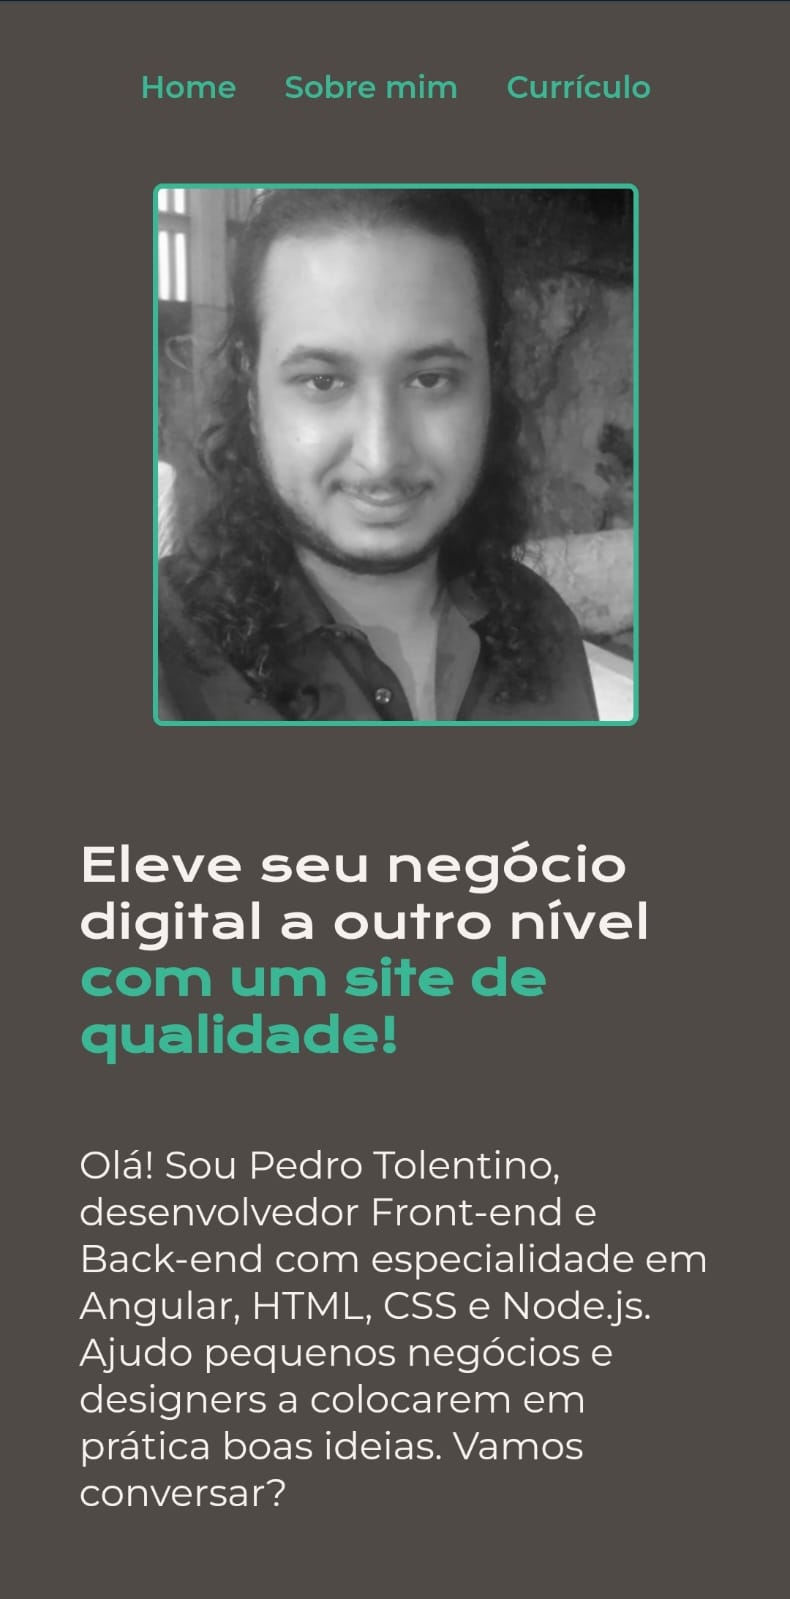 Home Sobre mim Currículo
Eleve seu negócio
digital a outro nível
com um site de
qualidade!
Olá! Sou Pedro Tolentino,
desenvolvedor Front-end e
Back-end com especialidade em
Angular, HTML, CSS e Node.js.
Ajudo pequenos negócios e
designers a colocarem em
prática boas ideias. Vamos
conversar?